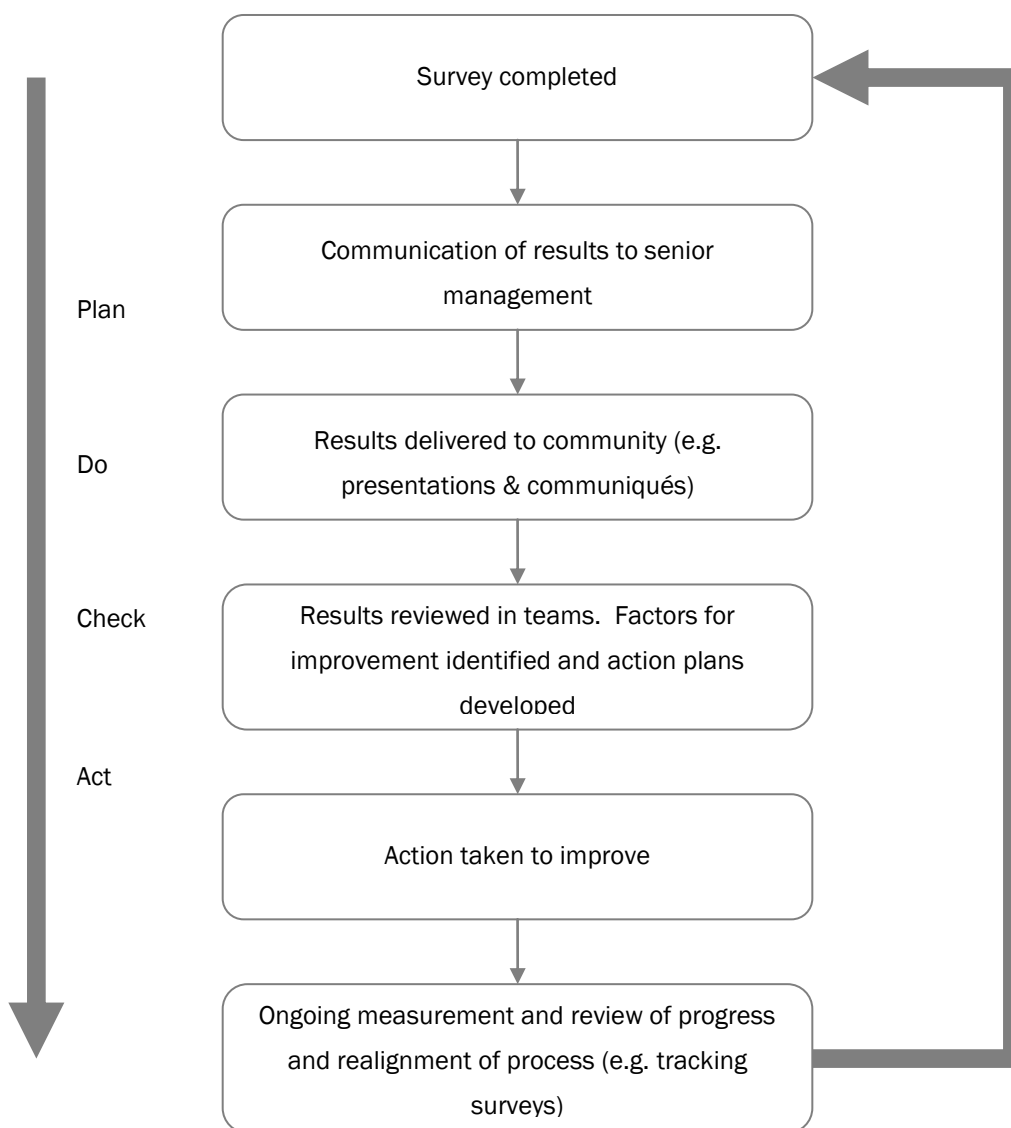 Survey completed
Communication of results to senior
management
Plan
Results delivered to community (e.g.
presentations & communiqués)
Do
Results reviewed in teams.  Factors for
improvement identified and action plans
developed
Check
Act
Action taken to improve
Ongoing measurement and review of progress
and realignment of process (e.g. tracking
surveys)